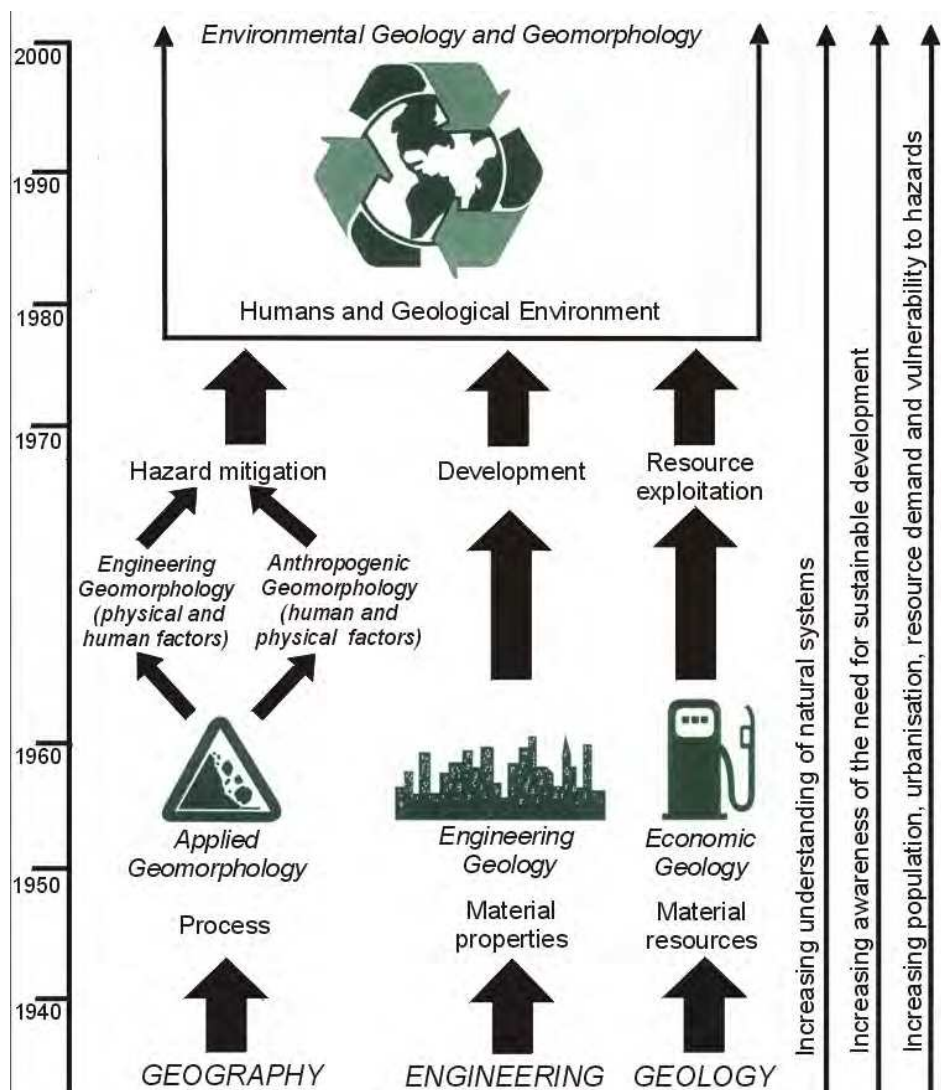 2000
Environmental Geology and Geomorphology
1990
1980
Humans and Geological Environment
1970
Hazard mitigation
Development
Resource
exploitation
Engineering
Geomorphology
(physical and
human factors)
Anthropogenic
Geomorphology
(human and
physical factors)
1960
Applied
Geomorphology
Engineering
Geology
Economic
Geology
1950
Process
Material
properties
Material
resources
1940
GEOGRAPHY
ENGINEERING
GEOLOGY
Increasing understanding of natural systems
Increasing awareness of the need for sustainable development
Increasing population, urbanisation, resource demand and vulnerability to hazards